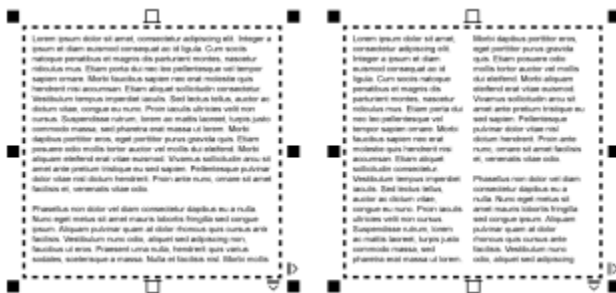 Lorem ipsum dolor sit amet, consectetur adipiscing elit. Integer a
ipsum et diam euismod consequat ac id ligula. Cum sociis
natoque penatibus et magnis dis parturient montes, nascetur
ridiculus mus. Etiam porta dui nec leo pellentesque vel tempor
sapien ornare. Morbi faucibus sapien nec erat molestie quis
hendrerit nisi accumsan. Etiam aliquet sollicitudin consectetur.
Vestibulum tempus imperdiet iaculis. Sed lectus tellus, auctor ac
dictum vitae, congue eu nunc. Proin iaculis ultricies velit non
cursus. Suspendisse rutrum, lorem ac mattis laoreet, turpis justo
commodo massa, sed pharetra erat massa ut lorem. Morbi
dapibus porttitor eros, eget porttitor purus gravida quis. Etiam
posuere odio mollis tortor auctor vel mollis dui eleifend. Morbi
aliquam eleifend erat vitae euismod. Vivamus sollicitudin arcu sit
amet ante pretium tristique eu sed sapien. Pellentesque pulvinar
dolor vitae nisl dictum hendrerit. Proin ante nunc, ornare sit amet
facilisis et, venenatis vitae odio.
Phasellus non dolor vel diam consectetur dapibus eu a nulla.
Nunc eget metus sit amet mauris lobortis fringilla sed congue
ipsum. Aliquam pulvinar quam at dolor rhoncus quis cursus ante
facilisis. Vestibulum nunc odio, aliquet sed adipiscing non,
faucibus ut eros. Praesent urna nulla, hendrerit quis varius
sodales, scelerisque a massa. Nulla et facilisis nisl. Morbi mollis
Lorem ipsum dolor sit amet,
consectetur adipiscing elit.
Integer a ipsum et diam
euismod consequat ac id
ligula. Cum sociis natoque
penatibus et magnis dis
parturient montes, nascetur
ridiculus mus. Etiam porta dui
nec leo pellentesque vel
tempor sapien ornare. Morbi
faucibus sapien nec erat
molestie quis hendrerit nisi
accumsan. Etiam aliquet
sollicitudin consectetur.
Vestibulum tempus imperdiet
iaculis. Sed lectus tellus,
auctor ac dictum vitae,
congue eu nunc. Proin iaculis
ultricies velit non cursus.
Suspendisse rutrum, lorem
ac mattis laoreet, turpis justo
commodo massa, sed
pharetra erat massa ut lorem.
Morbi dapibus porttitor eros,
eget porttitor purus gravida
quis. Etiam posuere odio
mollis tortor auctor vel mollis
dui eleifend. Morbi aliquam
eleifend erat vitae euismod.
Vivamus sollicitudin arcu sit
amet ante pretium tristique eu
sed sapien. Pellentesque
pulvinar dolor vitae nisl
dictum hendrerit. Proin ante
nunc, ornare sit amet facilisis
et, venenatis vitae odio.
Phasellus non dolor vel diam
consectetur dapibus eu a
nulla. Nunc eget metus sit
amet mauris lobortis fringilla
sed congue ipsum. Aliquam
pulvinar quam at dolor
rhoncus quis cursus ante
facilisis. Vestibulum nunc
odio, aliquet sed adipiscing